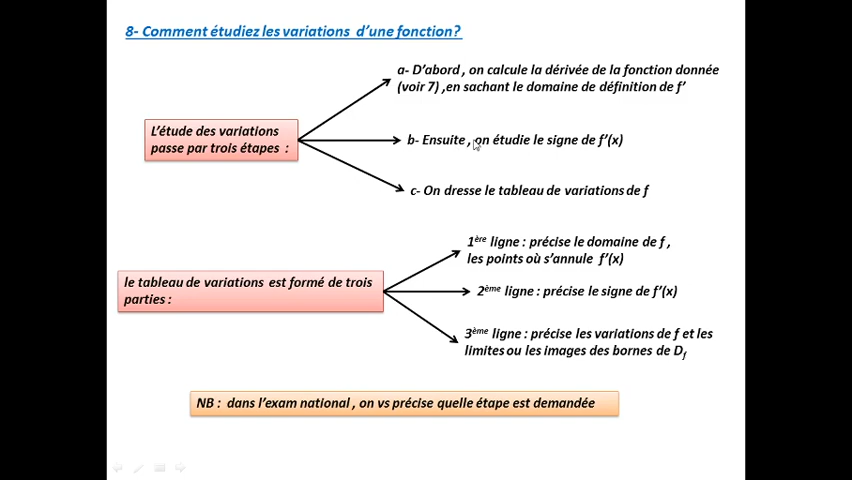 8- Comment étudiez les variations d'une fonction?
a- D'abord , on calcule la dérivée de la fonction donnée
(voir 7) ,en sachant le domaine de définition de f'
L'étude des variations
passe par trois étapes :
b- Ensuite , on étudie le signe de f'(x)
c- On dresse le tableau de variations de f
1ère ligne : précise le domaine de f ,
les points où s'annule f'(x)
le tableau de variations est formé de trois
parties :
2ème ligne : précise le signe de f'(x)
3ème ligne : précise les variations de f et les
limites ou les images des bornes de Df
NB : dans l'exam national , on vs précise quelle étape est demandée